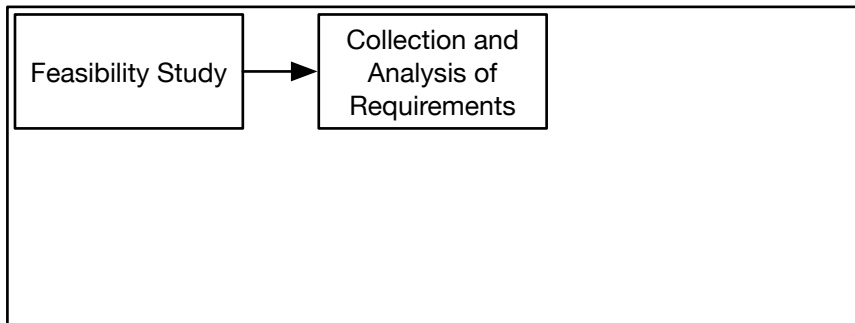 Feasibility Study
Collection and
Analysis of
Requirements